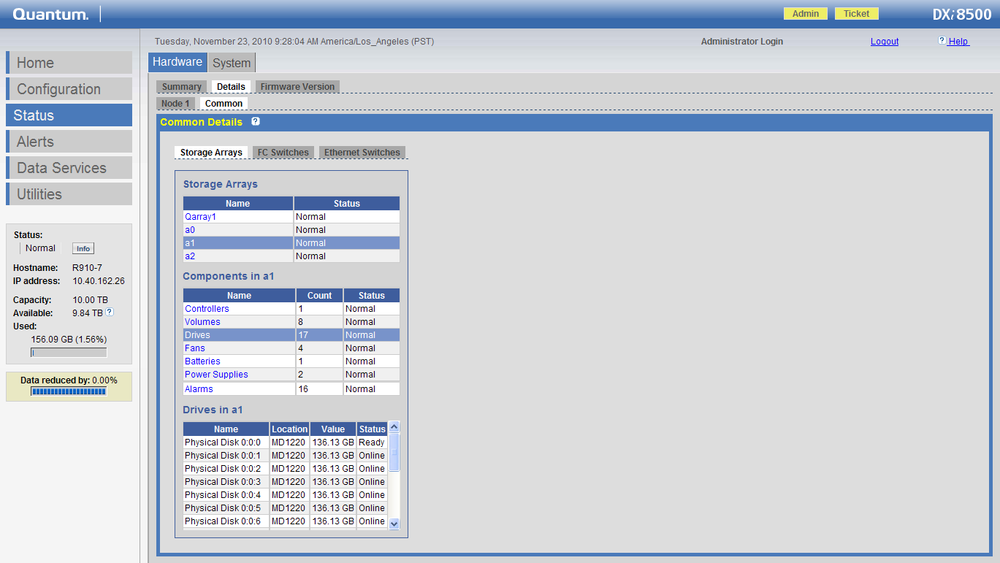 Quantum. Admin Ticket DXi8500
Tuesday, November 23, 2010 9:28:04 AM America/Los_Angeles (PST) Administrator Login Logout ? Help
Home
Configuration
Status
Alerts
Data Services
Utilities
Status:
Normal Info
Hostname: R910-7
IP address: 10.40.162.26
Capacity: 10.00 TB
Available: 9.84 TB ?
Used:
156.09 GB (1.56%)
Data reduced by: 0.00%
Hardware System
Summary Details Firmware Version
Node 1 Common
Common Details ?
Storage Arrays FC Switches Ethernet Switches
Storage Arrays
Name Status
Qarray1 Normal
a0 Normal
a1 Normal
a2 Normal
Components in a1
Name Count Status
Controllers 1 Normal
Volumes 8 Normal
Drives 17 Normal
Fans 4 Normal
Batteries 1 Normal
Power Supplies 2 Normal
Alarms 16 Normal
Drives in a1
Name Location Value Status
Physical Disk 0:0:0 MD1220 136.13 GB Ready
Physical Disk 0:0:1 MD1220 136.13 GB Online
Physical Disk 0:0:2 MD1220 136.13 GB Online
Physical Disk 0:0:3 MD1220 136.13 GB Online
Physical Disk 0:0:4 MD1220 136.13 GB Online
Physical Disk 0:0:5 MD1220 136.13 GB Online
Physical Disk 0:0:6 MD1220 136.13 GB Online